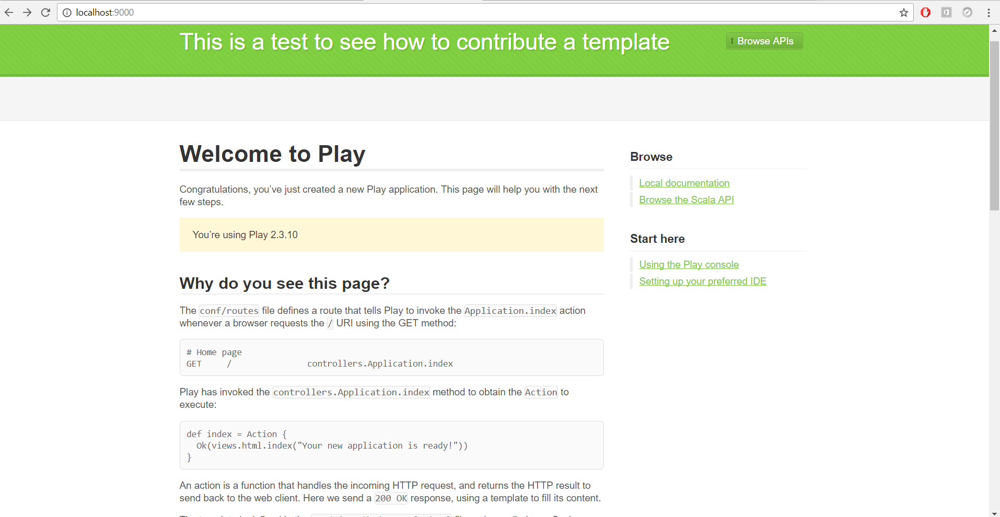 localhost:9000
This is a test to see how to contribute a template
Browse APIs
Welcome to Play
Congratulations, you’ve just created a new Play application. This page will help you with the next
few steps.
You’re using Play 2.3.10
Why do you see this page?
The conf/routes file defines a route that tells Play to invoke the Application.index action
whenever a browser requests the / URI using the GET method:
# Home page
GET     /               controllers.Application.index
Play has invoked the controllers.Application.index method to obtain the Action to
execute:
def index = Action {
  Ok(views.html.index("Your new application is ready!"))
}
An action is a function that handles the incoming HTTP request, and returns the HTTP result to
send back to the web client. Here we send a 200 OK response, using a template to fill its content.
Browse
Local documentation
Browse the Scala API
Start here
Using the Play console
Setting up your preferred IDE